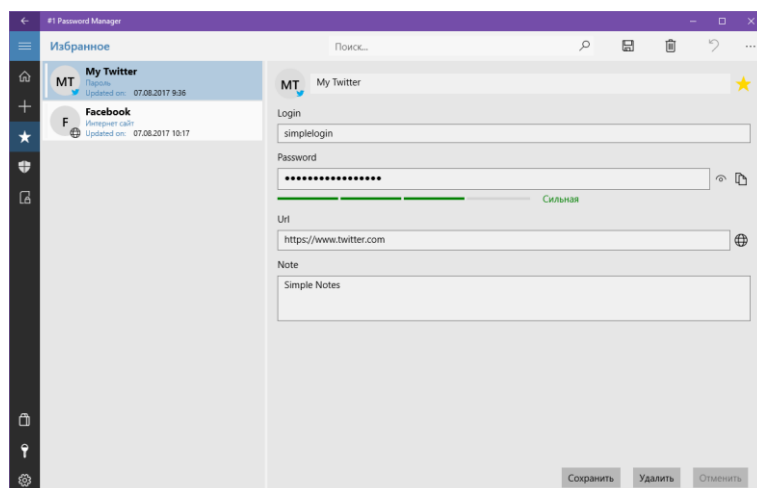 #1 Password Manager
Избранное
Поиск...
MT
My Twitter
Пароль
Updated on: 07.08.2017 9:36
F
Facebook
Интернет сайт
Updated on: 07.08.2017 10:17
MT
My Twitter
Login
simplelogin
Password
•••••••••••••••••
Сильная
Url
https://www.twitter.com
Note
Simple Notes
Сохранить
Удалить
Отменить